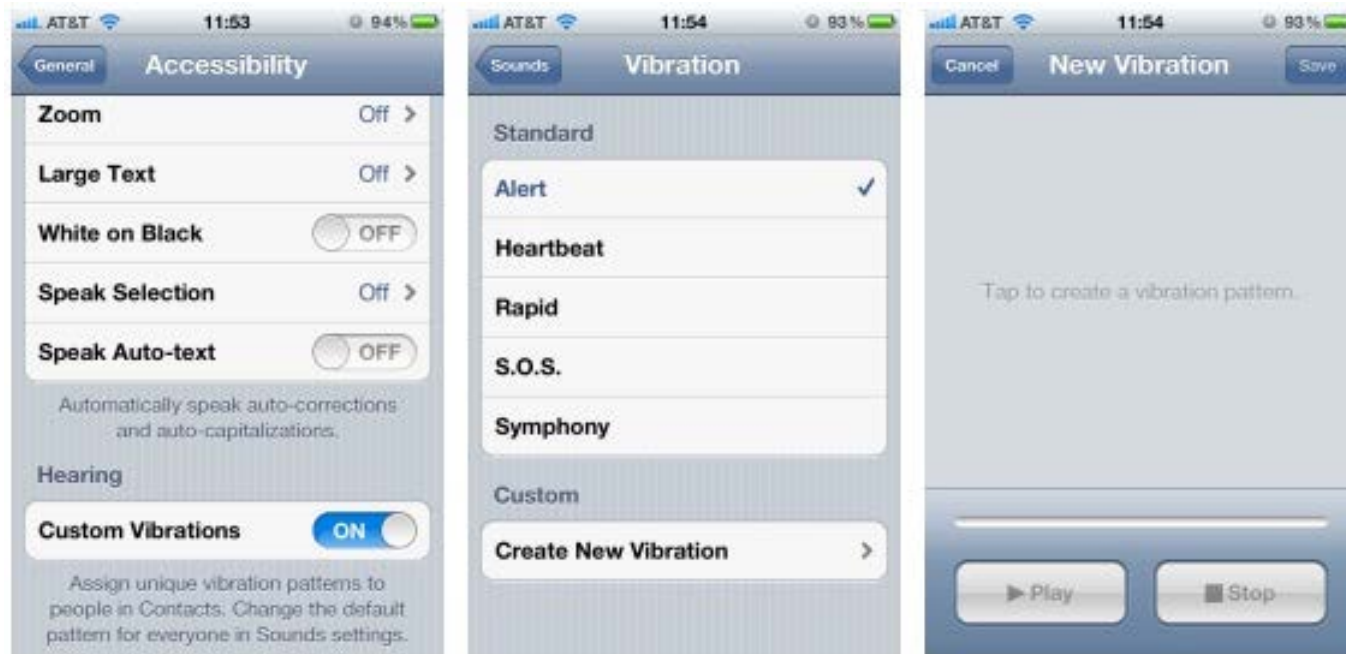 AT&T 11:53 94%
General Accessibility
Zoom Off
Large Text Off
White on Black OFF
Speak Selection Off
Speak Auto-text OFF
Automatically speak auto-corrections
and auto-capitalizations.
Hearing
Custom Vibrations ON
Assign unique vibration patterns to
people in Contacts. Change the default
pattern for everyone in Sounds settings.
AT&T 11:54 93%
Sounds Vibration
Standard
Alert
Heartbeat
Rapid
S.O.S.
Symphony
Custom
Create New Vibration
AT&T 11:54 93%
Cancel New Vibration Save
Tap to create a vibration pattern.
Play Stop